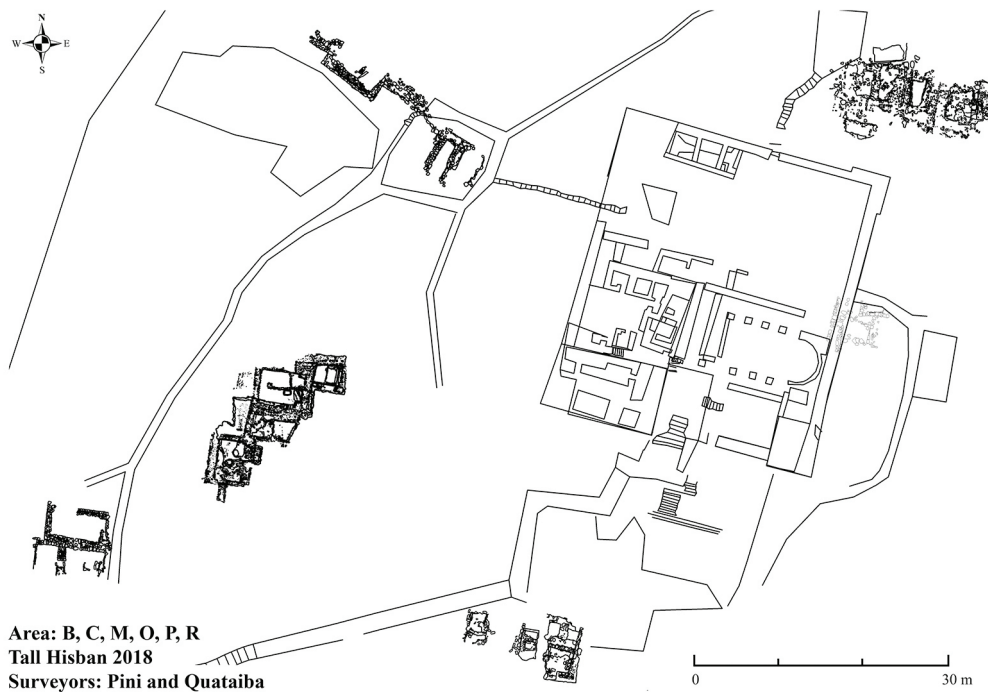 N
W E
S
Area: B, C, M, O, P, R
Tall Hisban 2018
Surveyors: Pini and Quataiba
0 30 m